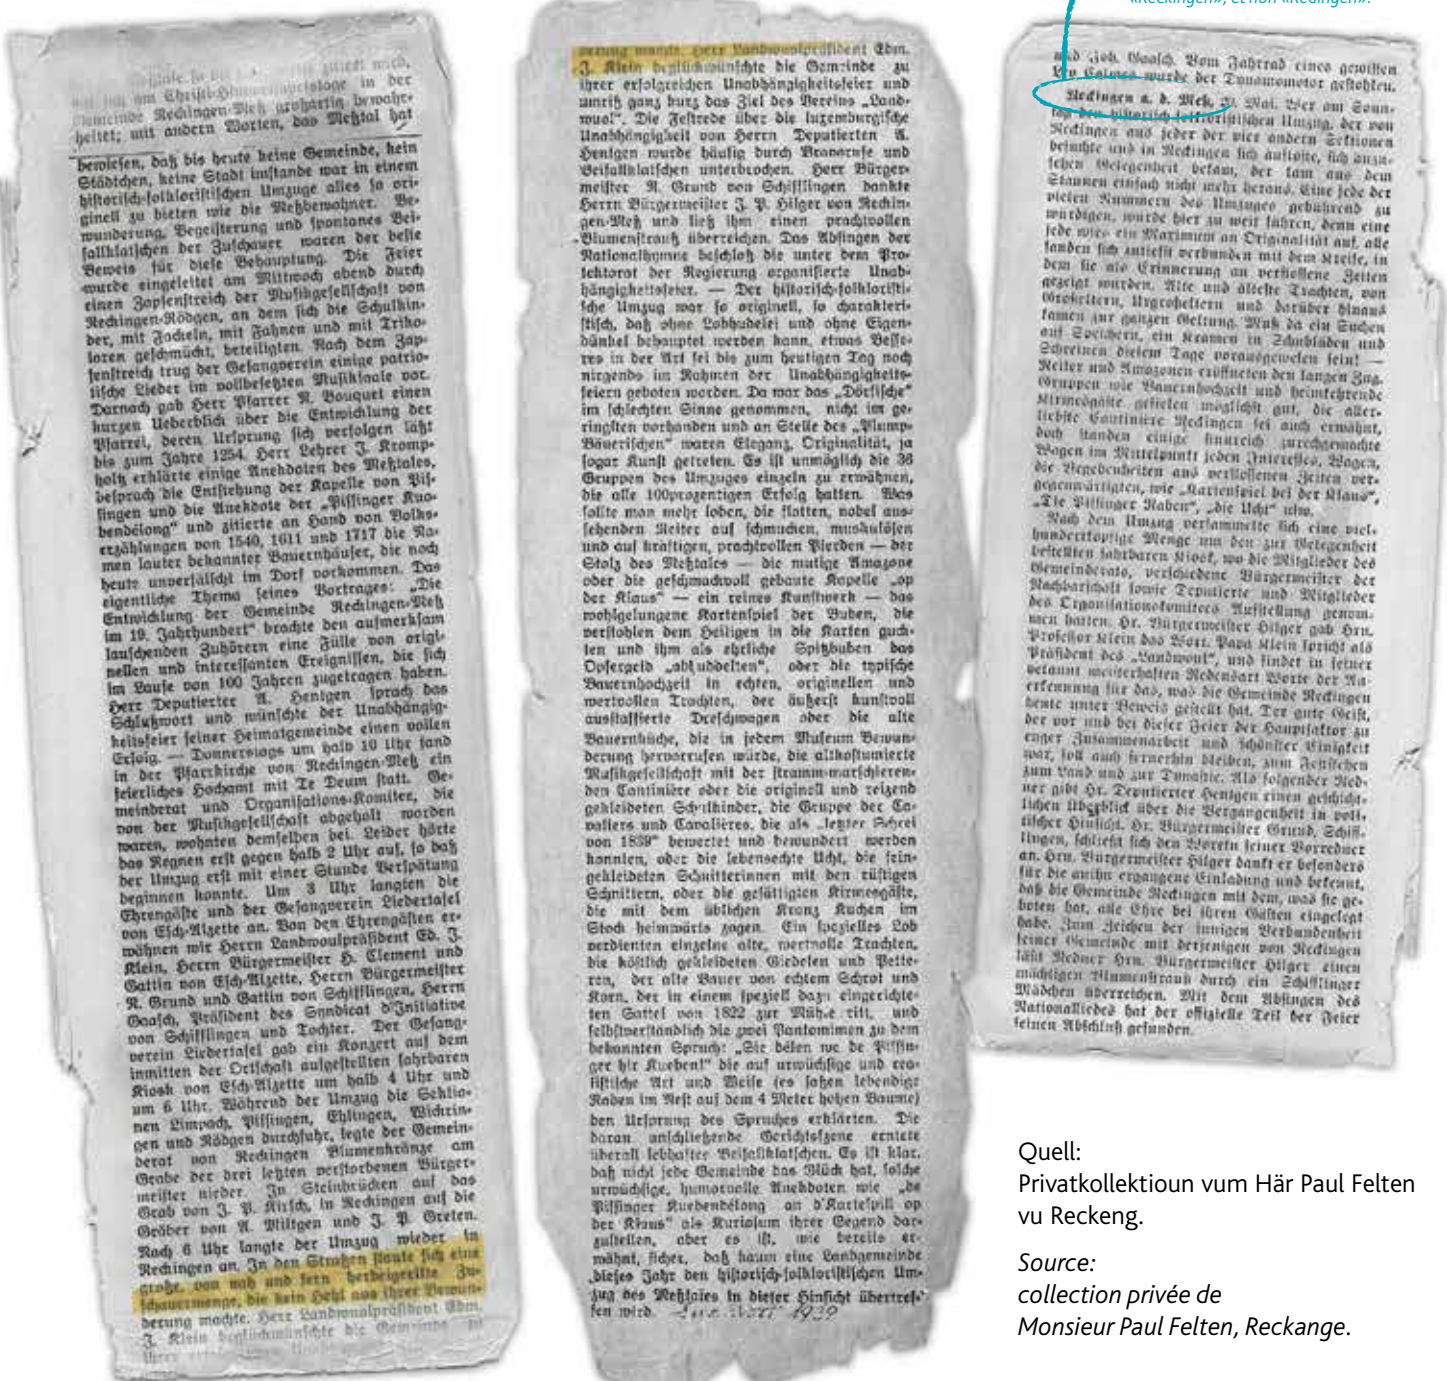 «Reckingen», et non «Redingen».
meinde Reckingen-Meß großartig bewahr-
heitet; mit andern Worten, das Meßtal hat
bewiesen, daß bis heute keine Gemeinde, kein
Städtchen, keine Stadt imstande war in einem
historisch-folkloristischen Umzuge alles so ori-
ginell zu bieten wie die Meßbewohner. Be-
wunderung, Begeisterung und spontanes Bei-
fallklatschen der Zuschauer waren der beste
Beweis für diese Behauptung. Die Feier
wurde eingeleitet am Mittwoch abend durch
einen Zapfenstreich der Musikgesellschaft von
Reckingen-Rödgen, an dem sich die Schulkin-
der, mit Fackeln, mit Fahnen und mit Triko-
loren geschmückt, beteiligten. Nach dem Zap-
fenstreich trug der Gesangverein einige patrio-
tische Lieder im vollbesetzten Musiksaale vor.
Darnach gab Herr Pfarrer N. Bouquet einen
kurzen Ueberblick über die Entwicklung der
Pfarrei, deren Ursprung sich verfolgen läßt
bis zum Jahre 1254. Herr Lehrer J. Kromp-
holtz erklärte einige Anekdoten des Meßtales,
besprach die Entstehung der Kapelle von Pis-
singen und die Anekdote der „Pissinger Kuo-
bendélong" und zitierte an Hand von Volks-
erzählungen von 1540, 1611 und 1717 die Na-
men lauter bekannter Bauernhäuser, die noch
heute unverfälscht im Dorf vorkommen. Das
eigentliche Thema seines Vortrages: „Die
Entwicklung der Gemeinde Reckingen-Meß
im 19. Jahrhundert" brachte den aufmerksam
lauschenden Zuhörern eine Fülle von origi-
nellen und interessanten Ereignissen, die sich
im Laufe von 100 Jahren zugetragen haben.
Herr Deputierter A. Hentgen sprach das
Schlußwort und wünschte der Unabhängig-
keitsfeier seiner Heimatgemeinde einen vollen
Erfolg. — Donnerstags um halb 10 Uhr fand
in der Pfarrkirche von Reckingen-Meß ein
feierliches Hochamt mit Te Deum statt. Ge-
meinderat und Organisations-Komitee, die
von der Musikgesellschaft abgeholt worden
waren, wohnten demselben bei. Leider hörte
das Regnen erst gegen halb 2 Uhr auf, so daß
der Umzug erst mit einer Stunde Verspätung
beginnen konnte. Um 3 Uhr langten die
Ehrengäste und der Gesangverein Liedertafel
von Esch-Alzette an. Von den Ehrengästen er-
wähnen wir Herrn Landwoulpräsident Ed. J.
Klein, Herrn Bürgermeister H. Clement und
Gattin von Esch-Alzette, Herrn Bürgermeister
N. Grund und Gattin von Schifflingen, Herrn
Gaasch, Präsident des Syndicat d'Initiative
von Schifflingen und Tochter. Der Gesang-
verein Liedertafel gab ein Konzert auf dem
inmitten der Ortschaft aufgestellten fahrbaren
Kiosk von Esch-Alzette um halb 4 Uhr und
um 6 Uhr. Während der Umzug die Sektio-
nen Limpach, Pissingen, Ehlingen, Wickrin-
gen und Rödgen durchfuhr, legte der Gemein-
derat von Reckingen Blumenkränze am
Grabe der drei letzten verstorbenen Bürger-
meister nieder. In Steinbrücken auf das
Grab von J. P. Kirsch, in Reckingen auf die
Gräber von A. Miltgen und J. P. Greten.
Nach 6 Uhr langte der Umzug wieder in
Reckingen an. In den Straßen staute sich eine
große, von nah und fern herbeigeeilte Zu-
schauermenge, die kein Hehl aus ihrer Bewun-
derung machte. Herr Landwoulpräsident Edm.
J. Klein beglückwünschte die Gemeinde zu
derung machte. Herr Landwoulpräsident Edm.
J. Klein beglückwünschte die Gemeinde zu
ihrer erfolgreichen Unabhängigkeitsfeier und
umriß ganz kurz das Ziel des Vereins „Land-
wuol". Die Festrede über die luxemburgische
Unabhängigkeit von Herrn Deputierten A.
Hentgen wurde häufig durch Bravorufe und
Beifallklatschen unterbrochen. Herr Bürger-
meister N. Grund von Schifflingen dankte
Herrn Bürgermeister J. P. Hilger von Reckin-
gen-Meß und ließ ihm einen prachtvollen
Blumenstrauß überreichen. Das Absingen der
Nationalhymne beschloß die unter dem Pro-
tektorat der Regierung organisierte Unab-
hängigkeitsfeier. — Der historisch-folkloristi-
sche Umzug war so originell, so charakteri-
stisch, daß ohne Lobhudelei und ohne Eigen-
dünkel behauptet werden kann, etwas Besse-
res in der Art sei bis zum heutigen Tag noch
nirgends im Rahmen der Unabhängigkeits-
feiern geboten worden. Da war das „Dörfische"
im schlechten Sinne genommen, nicht im ge-
ringsten vorhanden und an Stelle des „Plump-
Bäuerischen" waren Eleganz, Originalität, ja
sogar Kunst getreten. Es ist unmöglich die 36
Gruppen des Umzuges einzeln zu erwähnen,
die alle 100prozentigen Erfolg hatten. Was
sollte man mehr loben, die flotten, nobel aus-
sehenden Reiter auf schmucken, muskulösen
und auf kräftigen, prachtvollen Pferden — der
Stolz des Meßtales — die mutige Amazone
oder die geschmackvoll gebaute Kapelle „op
der Klaus" — ein reines Kunstwerk — das
wohlgelungene Kartenspiel der Buben, die
verstohlen dem Heiligen in die Karten guck-
ten und ihm als ehrliche Spitzbuben das
Opfergeld „abluddelten", oder die typische
Bauernhochzeit in echten, originellen und
wertvollen Trachten, der äußerst kunstvoll
ausstaffierte Dreschwagen oder die alte
Bauernküche, die in jedem Museum Bewun-
derung hervorrufen würde, die altkostümierte
Musikgesellschaft mit der stramm-marschieren-
den Cantinière oder die originell und reizend
gekleideten Schulkinder, die Gruppe der Ca-
valiers und Cavalières, die als „letzter Schrei
von 1839" bewertet und bewundert werden
konnten, oder die lebensechte Ucht, die fein-
gekleideten Schnitterinnen mit den rüstigen
Schnittern, oder die gesättigten Kirmesgäste,
die mit dem üblichen Kranz Kuchen im
Stoch heimwärts zogen. Ein spezielles Lob
verdienten einzelne alte, wertvolle Trachten,
die köstlich gekleideten Giedelen und Pette-
ren, der alte Bauer von echtem Schrot und
Korn, der in einem speziell dazu eingerichte-
ten Sattel von 1822 zur Mühle ritt, und
selbstverständlich die zwei Pantomimen zu dem
bekannten Spruch: „Sie bélen we de Pissin-
ger hir Kueben!" die auf urwüchsige und rea-
listische Art und Weise (es saßen lebendige
Raben im Nest auf dem 4 Meter hohen Baume)
den Ursprung des Spruches erklärten. Die
daran anschließende Gerichtsszene erntete
überall lebhaftes Beifallklatschen. Es ist klar,
daß nicht jede Gemeinde das Glück hat, solche
urwüchsige, humorvolle Anekdoten wie „de
Pissinger Kuebendélong an d'Kartespill op
der Klaus" als Kuriosum ihrer Gegend dar-
zustellen, aber es ist, wie bereits er-
wähnt, sicher, daß kaum eine Landgemeinde
dieses Jahr den historisch-folkloristischen Um-
zug des Meßtales in dieser Hinsicht übertref-
fen wird. 1939
und Joh. Gaasch. Vom Fahrrad eines gewissen
wurde der Dynamomotor gestohlen.
Reckingen a. d. Meß, Mai. Wer am Sonn-
tag den historisch-folkloristischen Umzug, der von
Reckingen aus jeder der vier andern Sektionen
besuchte und in Reckingen sich auflöste, sich anzu-
sehen Gelegenheit bekam, der kam aus dem
Staunen einfach nicht mehr heraus. Eine jede der
vielen Nummern des Umzuges gebührend zu
würdigen, würde hier zu weit führen, denn eine
jede wies ein Maximum an Originalität auf, alle
fanden sich zutiefst verbunden mit dem Kreise, in
dem sie als Erinnerung an verflossene Zeiten
gezeigt wurden. Alte und älteste Trachten, von
Großeltern, Urgroßeltern und darüber hinaus
kamen zur ganzen Geltung. Muß da ein Suchen
auf Speichern, ein Kramen in Schubladen und
Schreinen diesem Tage vorausgewesen sein! —
Reiter und Amazonen eröffneten den langen Zug.
Gruppen wie Bauernhochzeit und heimkehrende
Kirmesgäste gefielen möglichst gut, die aller-
liebste Cantinière Reckingen sei auch erwähnt,
doch standen einige sinnreich zurechgemachte
Wagen im Mittelpunkt jeden Interesses, Wagen,
die Begebenheiten aus verflossenen Zeiten ver-
gegenwärtigten, wie „Kartenspiel bei der Klaus",
„Die Pissinger Raben", „die Ucht" usw.
Nach dem Umzug versammelte sich eine viel-
hundertköpfige Menge um den zur Gelegenheit
bestellten fahrbaren Kiosk, wo die Mitglieder des
Gemeinderats, verschiedene Bürgermeister der
Nachbarschaft sowie Deputierte und Mitglieder
des Organisationskomitees Aufstellung genom-
men hatten. Hr. Bürgermeister Hilger gab Hrn.
Professor Klein das Wort. Papa Klein spricht als
Präsident des „Landwoul", und findet in seiner
bekannt meisterhaften Redensart Worte der An-
erkennung für das, was die Gemeinde Reckingen
heute unter Beweis gestellt hat. Der gute Geist,
der vor und bei dieser Feier der Hauptfaktor zu
enger Zusammenarbeit und schönster Einigkeit
war, soll auch fernerhin bleiben, zum Festlichen
zum Land und zur Dynastie. Als folgender Red-
ner gibt Hr. Deputierter Hentgen einen geschicht-
lichen Überblick über die Vergangenheit in poli-
tischer Hinsicht. Hr. Bürgermeister Grund, Schiff-
lingen, schließt sich den Worten seiner Vorredner
an. Hrn. Bürgermeister Hilger dankt er besonders
für die an ihn ergangene Einladung und bekennt,
daß die Gemeinde Reckingen mit dem, was sie ge-
boten hat, alle Ehre bei ihren Gästen eingelegt
habe. Zum Zeichen der innigen Verbundenheit
seiner Gemeinde mit derjenigen von Reckingen
läßt Redner Hrn. Bürgermeister Hilger einen
mächtigen Blumenstrauß durch ein Schifflinger
Mädchen überreichen. Mit dem Absingen des
Nationalliedes hat der offizielle Teil der Feier
seinen Abschluß gefunden.
Quell:
Privatkollektioun vum Här Paul Felten
vu Reckeng.
Source:
collection privée de
Monsieur Paul Felten, Reckange.